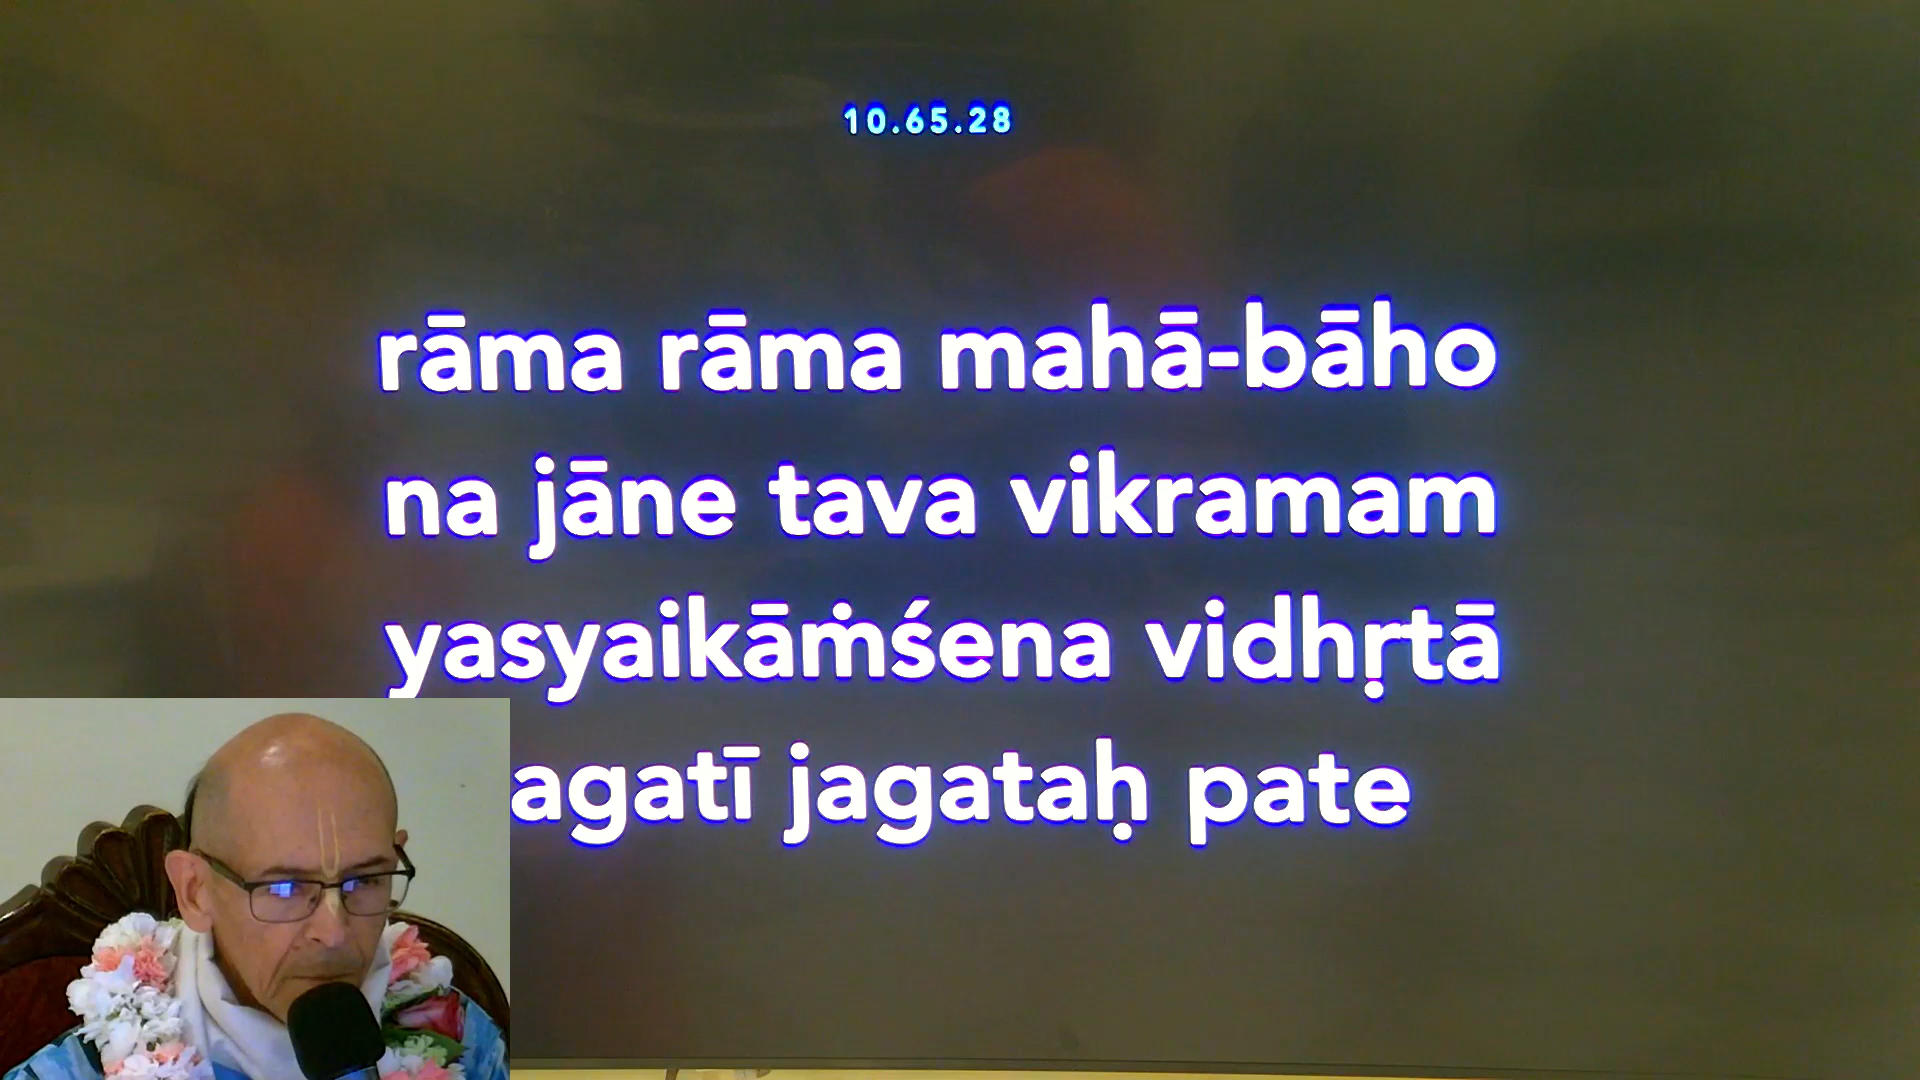 10.65.28
rāma rāma mahā-bāho
na jāne tava vikramam
yasyaikāṁśena vidhṛtā
agatī jagataḥ pate